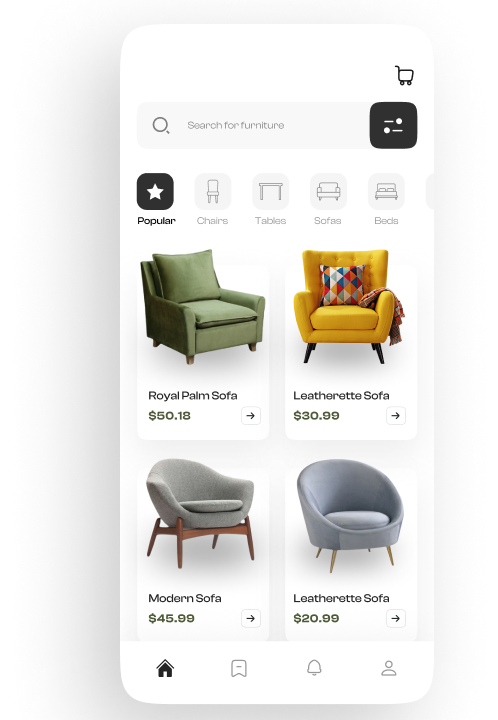 Search for furniture
Popular Chairs Tables Sofas Beds
Royal Palm Sofa
$50.18
Leatherette Sofa
$30.99
Modern Sofa
$45.99
Leatherette Sofa
$20.99